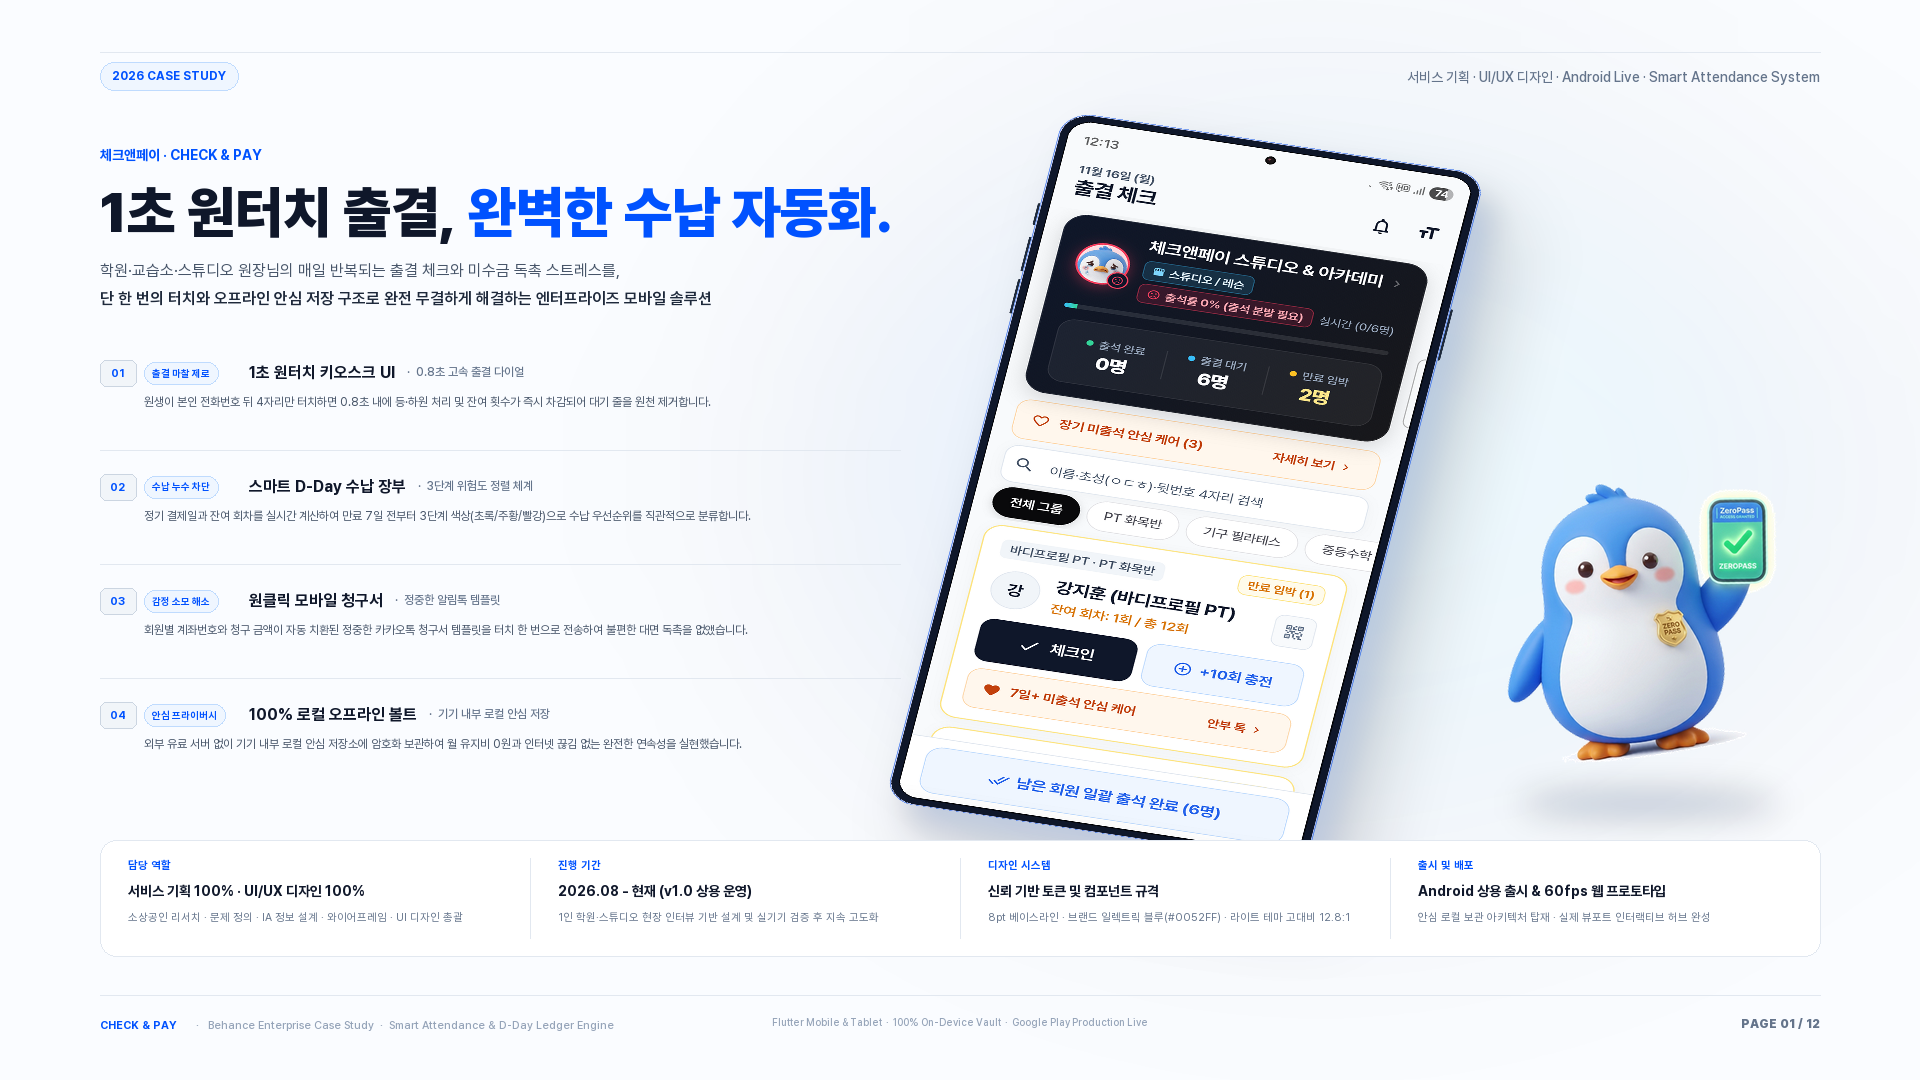 2026 CASE STUDY
서비스 기획 · UI/UX 디자인 · Android Live · Smart Attendance System
체크앤페이 · CHECK & PAY
1초 원터치 출결, 완벽한 수납 자동화.
학원·교습소·스튜디오 원장님의 매일 반복되는 출결 체크와 미수금 독촉 스트레스를,
단 한 번의 터치와 오프라인 안심 저장 구조로 완전 무결하게 해결하는 엔터프라이즈 모바일 솔루션
01 출결 마찰 제로 1초 원터치 키오스크 UI · 0.8초 고속 출결 다이얼
원생이 본인 전화번호 뒤 4자리만 터치하면 0.8초 내에 등·하원 처리 및 잔여 횟수가 즉시 차감되어 대기 줄을 원천 제거합니다.
02 수납 누수 차단 스마트 D-Day 수납 장부 · 3단계 위험도 정렬 체계
정기 결제일과 잔여 회차를 실시간 계산하여 만료 7일 전부터 3단계 색상(초록/주황/빨강)으로 수납 우선순위를 직관적으로 분류합니다.
03 감정 소모 해소 원클릭 모바일 청구서 · 정중한 알림톡 템플릿
회원별 계좌번호와 청구 금액이 자동 치환된 정중한 카카오톡 청구서 템플릿을 터치 한 번으로 전송하여 불편한 대면 독촉을 없앴습니다.
04 안심 프라이버시 100% 로컬 오프라인 볼트 · 기기 내부 로컬 안심 저장
외부 유료 서버 없이 기기 내부 로컬 안심 저장소에 암호화 보관하여 월 유지비 0원과 인터넷 끊김 없는 완전한 연속성을 실현했습니다.
12:13
74
11월 16일 (월)
출결 체크
체크앤페이 스튜디오 & 아카데미
스튜디오 / 레슨
출석률 0% (출석 분발 필요)
실시간 (0/6명)
출석 완료
0명
출결 대기
6명
만료 임박
2명
장기 미출석 안심 케어 (3)
자세히 보기
이름·초성(ㅇㄷㅎ)·뒷번호 4자리 검색
전체 그룹
PT 화목반
기구 필라테스
중등수학
바디프로필 PT · PT 화목반
만료 임박 (1)
강
강지훈 (바디프로필 PT)
잔여 회차: 1회 / 총 12회
체크인
+10회 충전
7일+ 미출석 안심 케어
안부 톡
남은 회원 일괄 출석 완료 (6명)
ZeroPass
ZEROPASS
ZERO
PASS
담당 역할
서비스 기획 100% · UI/UX 디자인 100%
소상공인 리서치 · 문제 정의 · IA 정보 설계 · 와이어프레임 · UI 디자인 총괄
진행 기간
2026.08 - 현재 (v1.0 상용 운영)
1인 학원·스튜디오 현장 인터뷰 기반 설계 및 실기기 검증 후 지속 고도화
디자인 시스템
신뢰 기반 토큰 및 컴포넌트 규격
8pt 베이스라인 · 브랜드 일렉트릭 블루(#0052FF) · 라이트 테마 고대비 12.8:1
출시 및 배포
Android 상용 출시 & 60fps 웹 프로토타입
안심 로컬 보관 아키텍처 탑재 · 실제 뷰포트 인터랙티브 허브 완성
CHECK & PAY · Behance Enterprise Case Study · Smart Attendance & D-Day Ledger Engine
Flutter Mobile & Tablet · 100% On-Device Vault · Google Play Production Live
PAGE 01 / 12